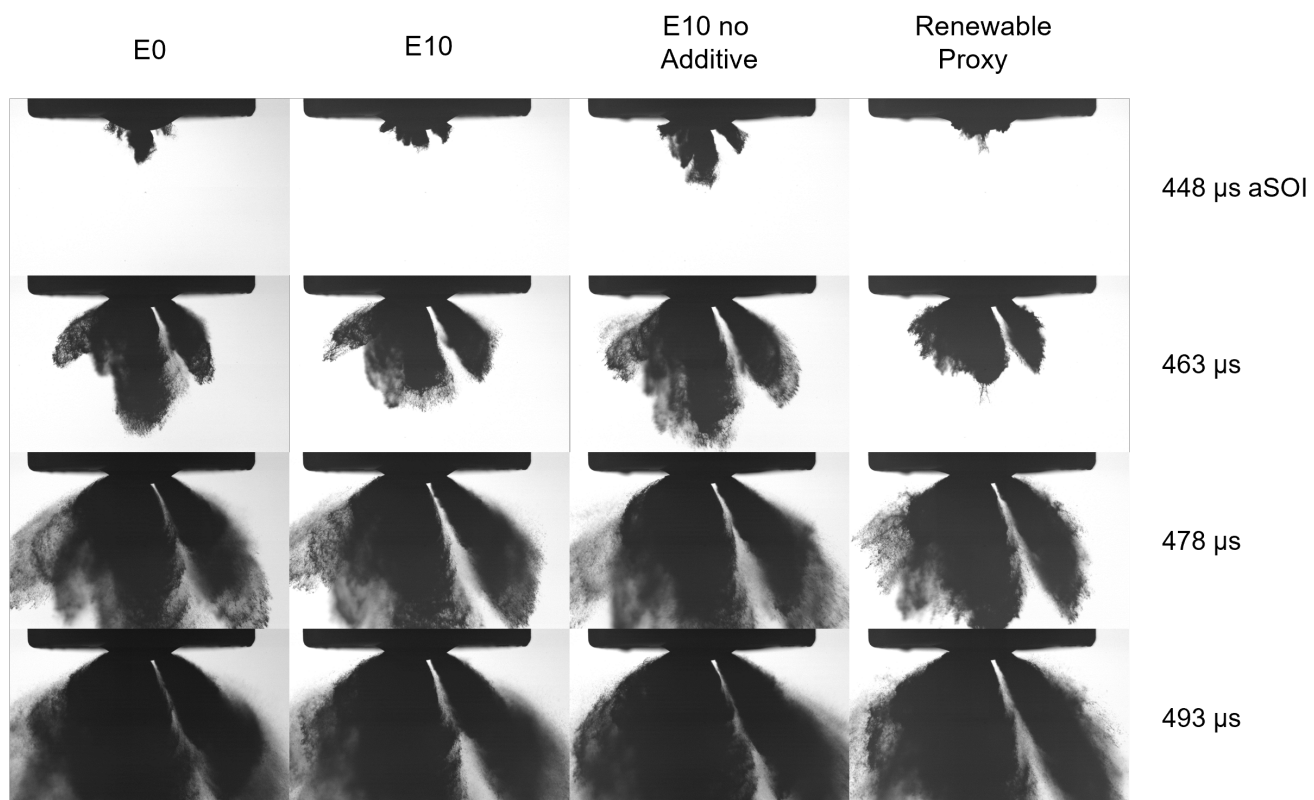 E0
E10
E10 no
Additive
Renewable
Proxy
448 µs aSOI
463 µs
478 µs
493 µs